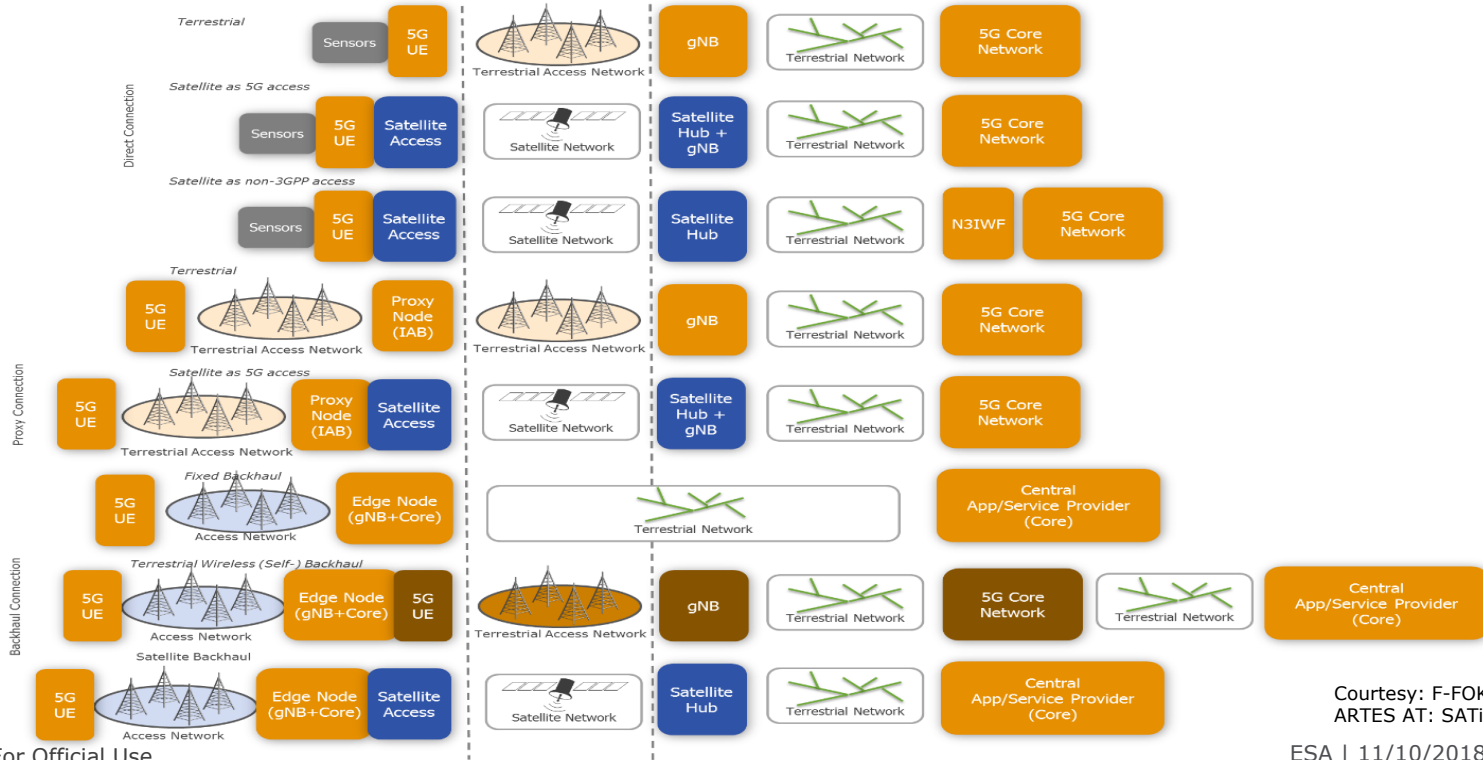 Terrestrial
Sensors
5G
UE
Terrestrial Access Network
gNB
Terrestrial Network
5G Core
Network
Direct Connection
Satellite as 5G access
Sensors
5G
UE
Satellite
Access
Satellite Network
Satellite
Hub +
gNB
Terrestrial Network
5G Core
Network
Satellite as non-3GPP access
Sensors
5G
UE
Satellite
Access
Satellite Network
Satellite
Hub
Terrestrial Network
N3IWF
5G Core
Network
Proxy Connection
Terrestrial
5G
UE
Terrestrial Access Network
Proxy
Node
(IAB)
Terrestrial Access Network
gNB
Terrestrial Network
5G Core
Network
Satellite as 5G access
5G
UE
Terrestrial Access Network
Proxy
Node
(IAB)
Satellite
Access
Satellite Network
Satellite
Hub +
gNB
Terrestrial Network
5G Core
Network
Backhaul Connection
Fixed Backhaul
5G
UE
Access Network
Edge Node
(gNB+Core)
Terrestrial Network
Central
App/Service Provider
(Core)
Terrestrial Wireless (Self-) Backhaul
5G
UE
Access Network
Edge Node
(gNB+Core)
5G
UE
Terrestrial Access Network
gNB
Terrestrial Network
5G Core
Network
Terrestrial Network
Central
App/Service Provider
(Core)
Satellite Backhaul
5G
UE
Access Network
Edge Node
(gNB+Core)
Satellite
Access
Satellite Network
Satellite
Hub
Terrestrial Network
Central
App/Service Provider
(Core)
Courtesy: F-FOK
ARTES AT: SATi
For Official Use
ESA | 11/10/2018